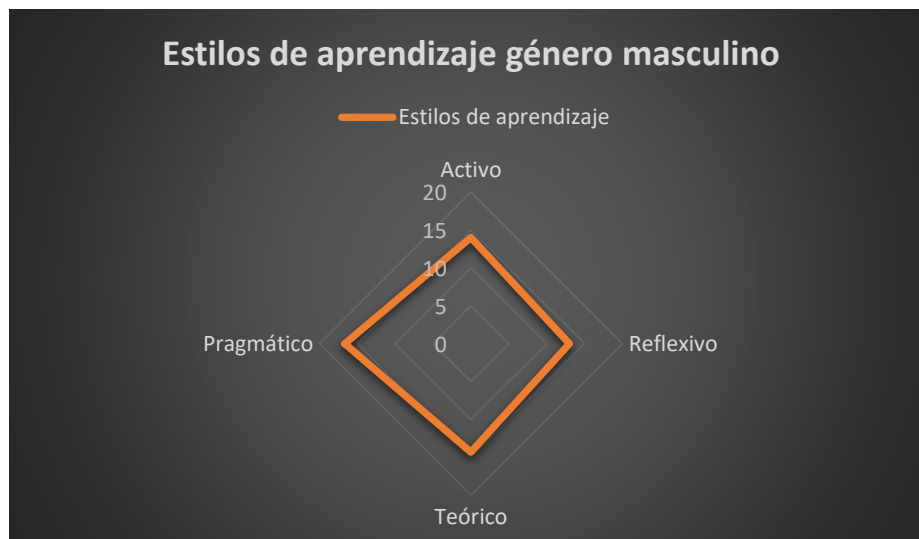 Estilos de aprendizaje género masculino
Estilos de aprendizaje
Activo
20
15
10
5
0
Pragmático
Reflexivo
Teórico